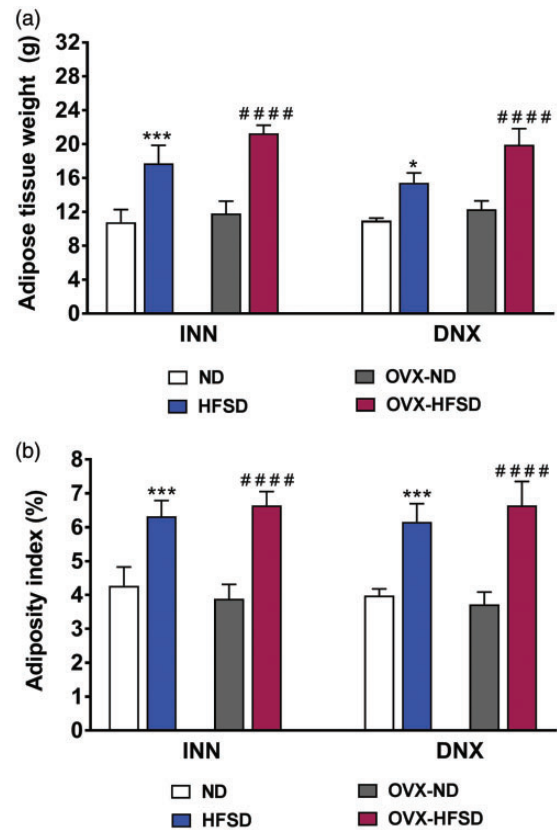 (a)
Adipose tissue weight (g)
32
28
24
20
16
12
8
4
0
***
####
*
####
INN
DNX
ND
OVX-ND
HFSD
OVX-HFSD
(b)
Adiposity index (%)
8
7
6
5
4
3
2
1
0
***
####
***
####
INN
DNX
ND
OVX-ND
HFSD
OVX-HFSD